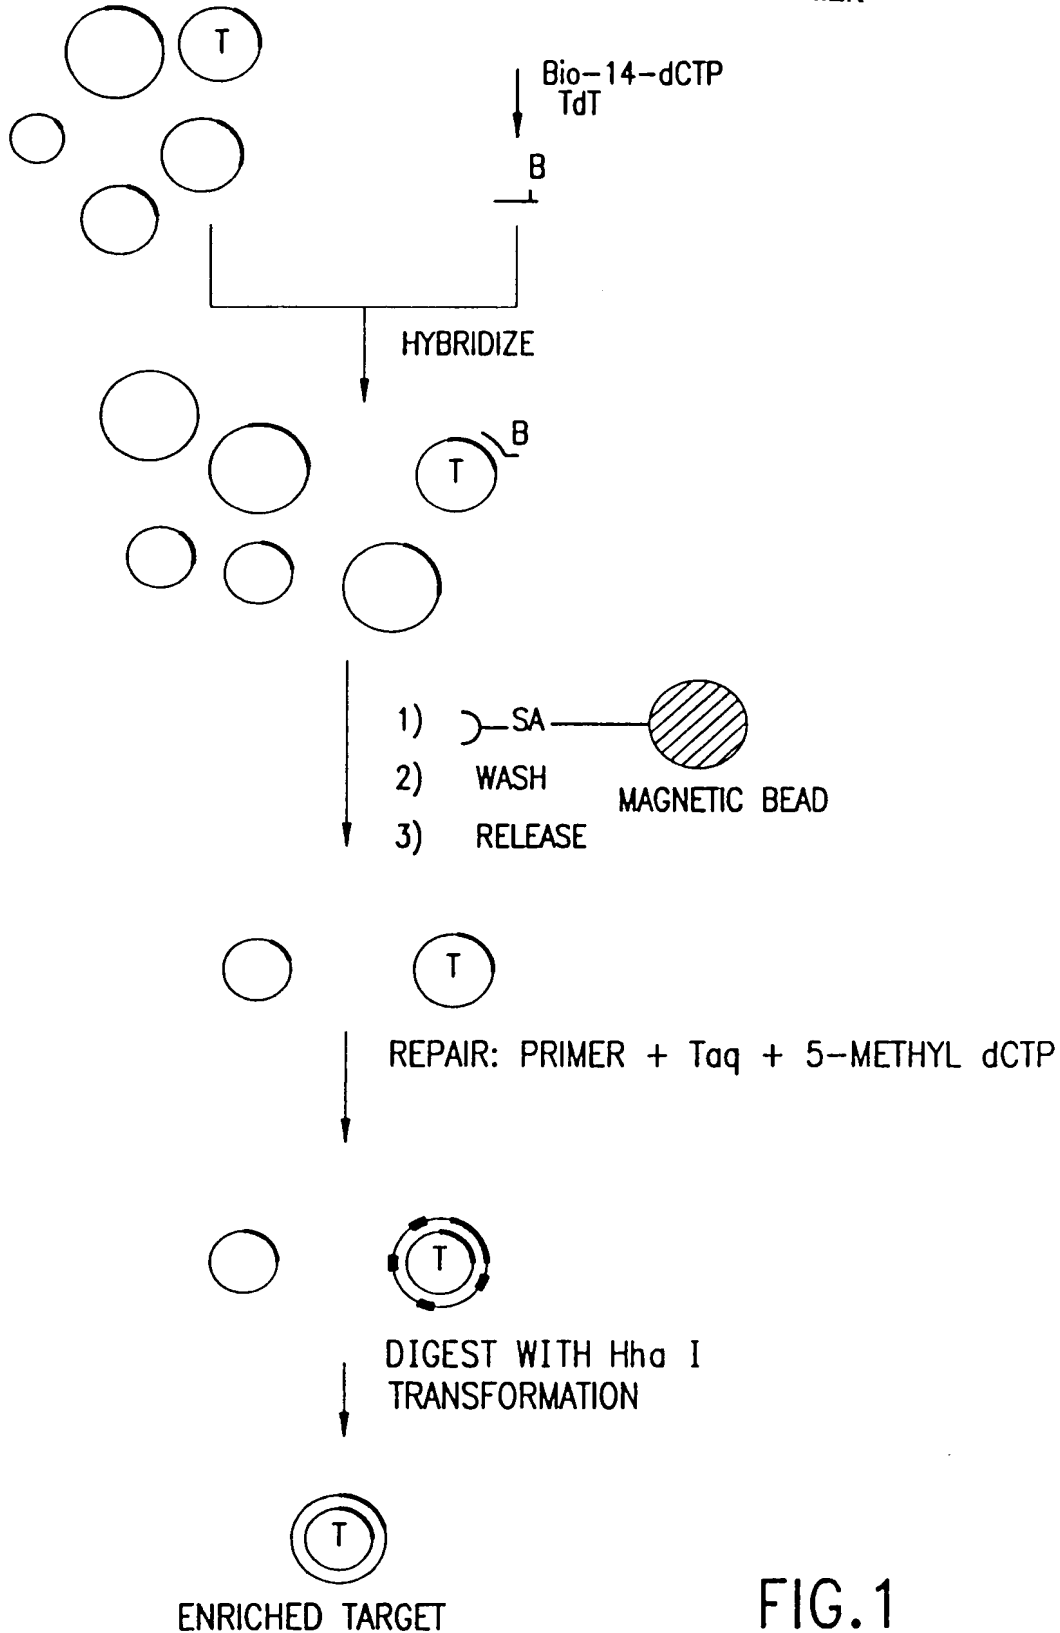 T
Bio-14-dCTP
TdT
B
HYBRIDIZE
B
T
1) SA
2) WASH
MAGNETIC BEAD
3) RELEASE
T
REPAIR: PRIMER + Taq + 5-METHYL dCTP
T
DIGEST WITH Hha I
TRANSFORMATION
T
ENRICHED TARGET
FIG.1